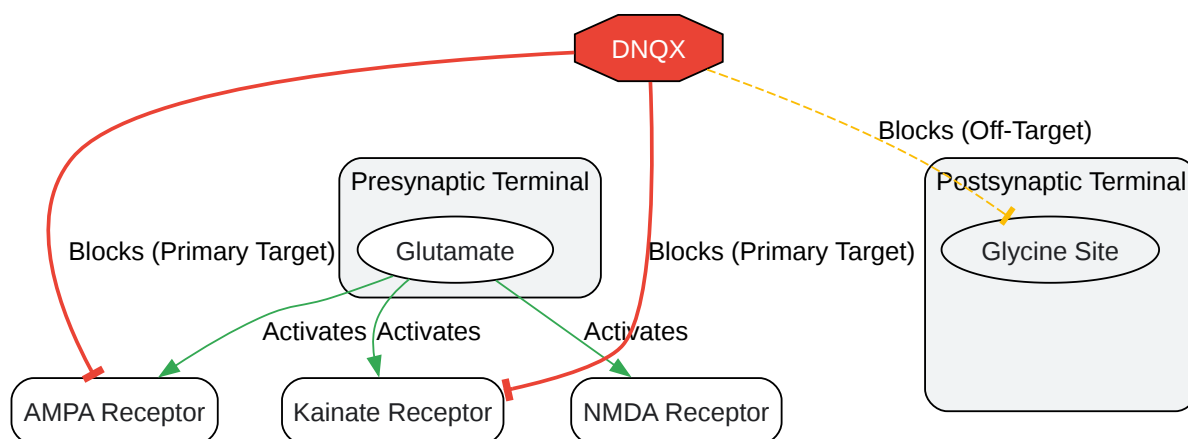 DNQX
Blocks (Off-Target)
Presynaptic Terminal
Postsynaptic Terminal
Blocks (Primary Target)
Glutamate
Blocks (Primary Target)
Glycine Site
Activates
Activates
Activates
AMPA Receptor
Kainate Receptor
NMDA Receptor